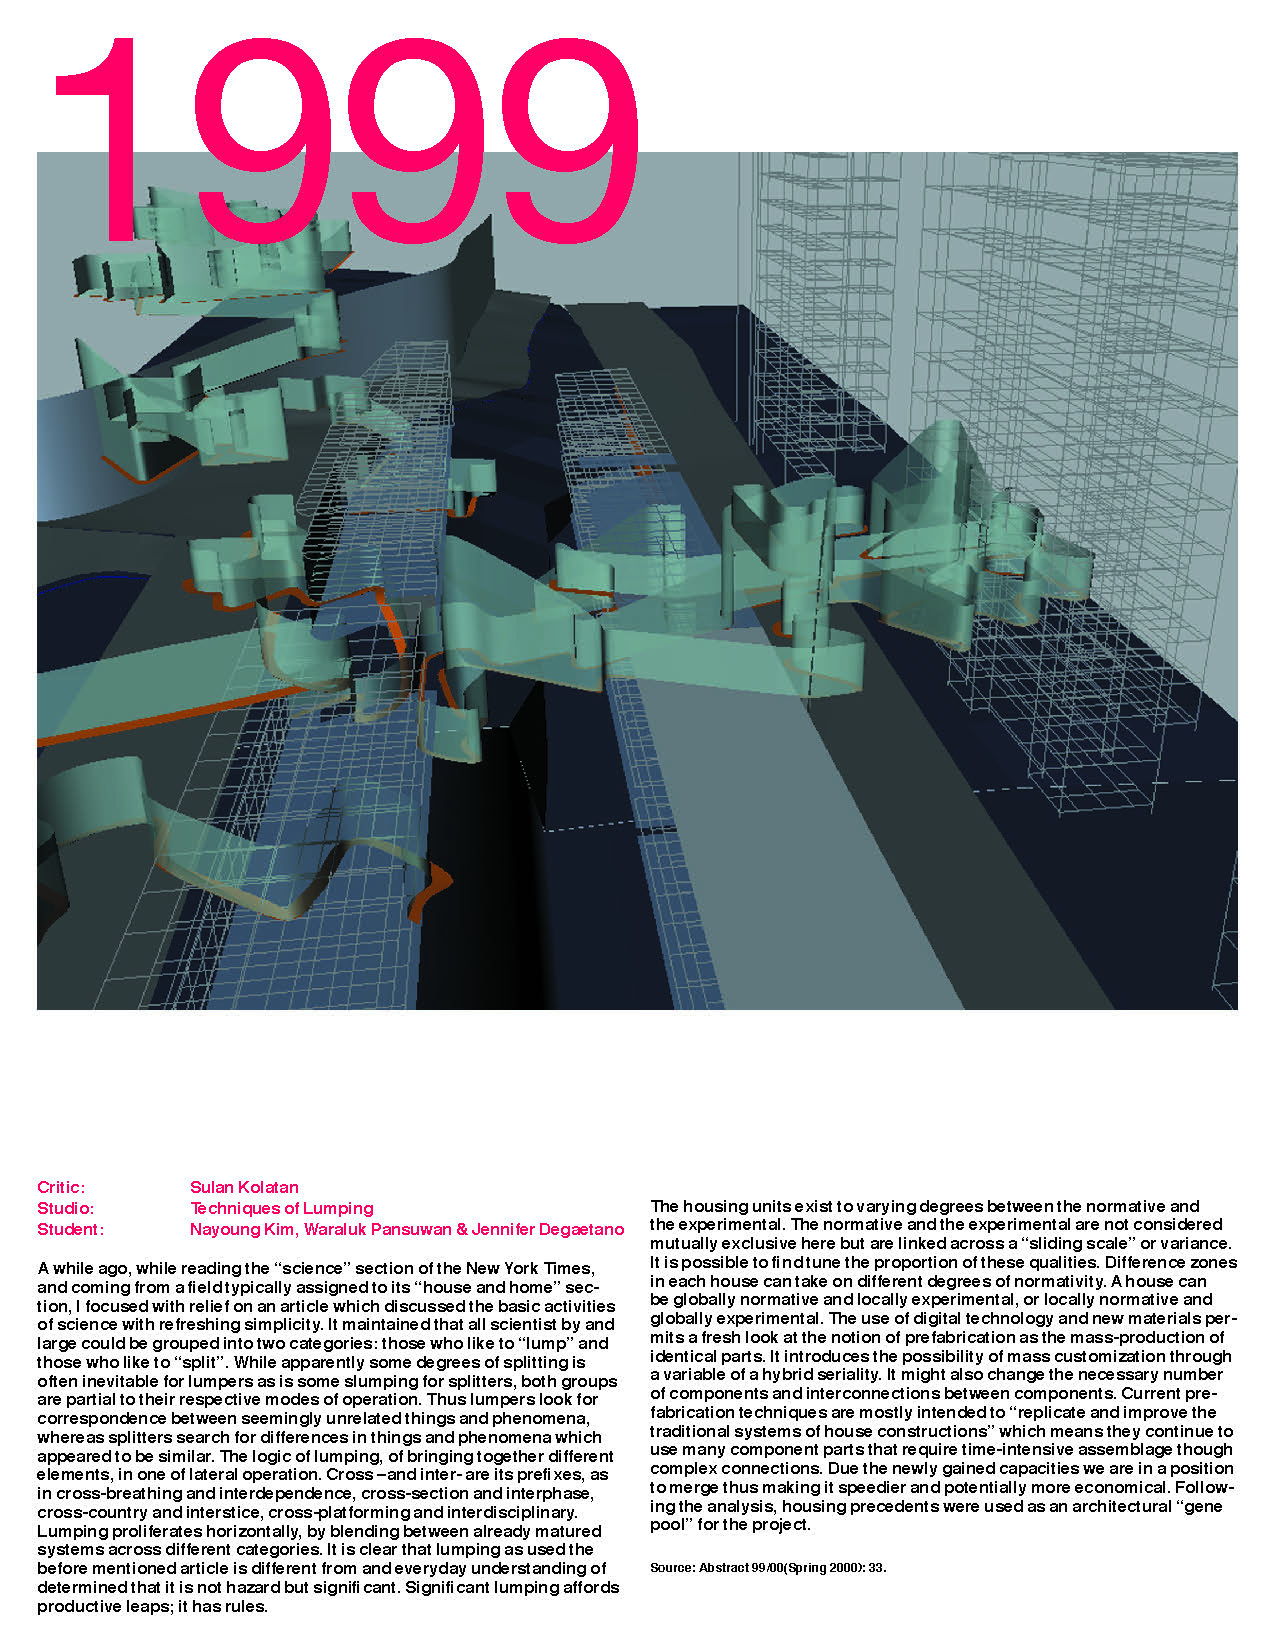 1999
Critic: Sulan Kolatan
Studio: Techniques of Lumping
Student: Nayoung Kim, Waraluk Pansuwan & Jennifer Degaetano
A while ago, while reading the “science” section of the New York Times,
and coming from a field typically assigned to its “house and home” sec-
tion, I focused with relief on an article which discussed the basic activities
of science with refreshing simplicity. It maintained that all scientist by and
large could be grouped into two categories: those who like to “lump” and
those who like to “split”. While apparently some degrees of splitting is
often inevitable for lumpers as is some slumping for splitters, both groups
are partial to their respective modes of operation. Thus lumpers look for
correspondence between seemingly unrelated things and phenomena,
whereas splitters search for differences in things and phenomena which
appeared to be similar. The logic of lumping, of bringing together different
elements, in one of lateral operation. Cross –and inter- are its prefixes, as
in cross-breathing and interdependence, cross-section and interphase,
cross-country and interstice, cross-platforming and interdisciplinary.
Lumping proliferates horizontally, by blending between already matured
systems across different categories. It is clear that lumping as used the
before mentioned article is different from and everyday understanding of
determined that it is not hazard but significant. Significant lumping affords
productive leaps; it has rules.
The housing units exist to varying degrees between the normative and
the experimental. The normative and the experimental are not considered
mutually exclusive here but are linked across a “sliding scale” or variance.
It is possible to find tune the proportion of these qualities. Difference zones
in each house can take on different degrees of normativity. A house can
be globally normative and locally experimental, or locally normative and
globally experimental. The use of digital technology and new materials per-
mits a fresh look at the notion of prefabrication as the mass-production of
identical parts. It introduces the possibility of mass customization through
a variable of a hybrid seriality. It might also change the necessary number
of components and interconnections between components. Current pre-
fabrication techniques are mostly intended to “replicate and improve the
traditional systems of house constructions” which means they continue to
use many component parts that require time-intensive assemblage though
complex connections. Due the newly gained capacities we are in a position
to merge thus making it speedier and potentially more economical. Follow-
ing the analysis, housing precedents were used as an architectural “gene
pool” for the project.
Source: Abstract 99/00(Spring 2000): 33.